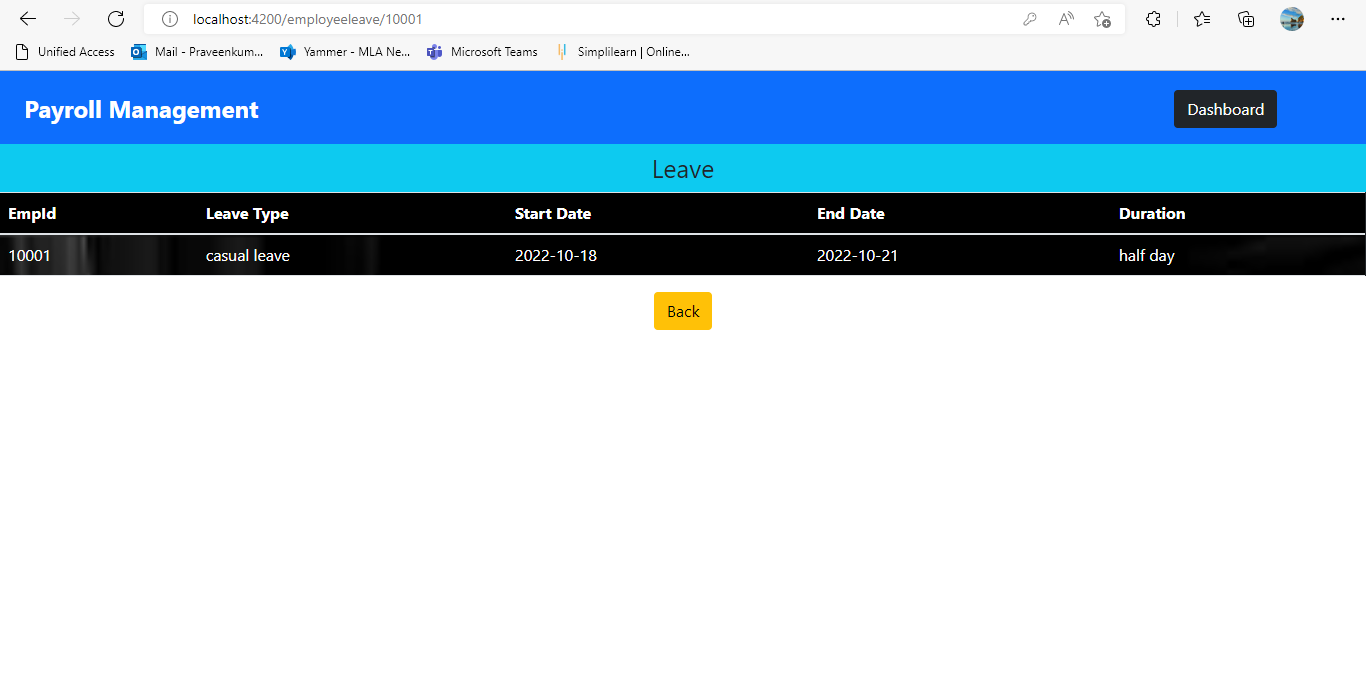 localhost:4200/employeeleave/10001
Unified Access Mail - Praveenkum... Yammer - MLA Ne... Microsoft Teams Simplilearn | Online...
Payroll Management Dashboard
Leave
EmpId Leave Type Start Date End Date Duration
10001 casual leave 2022-10-18 2022-10-21 half day
Back